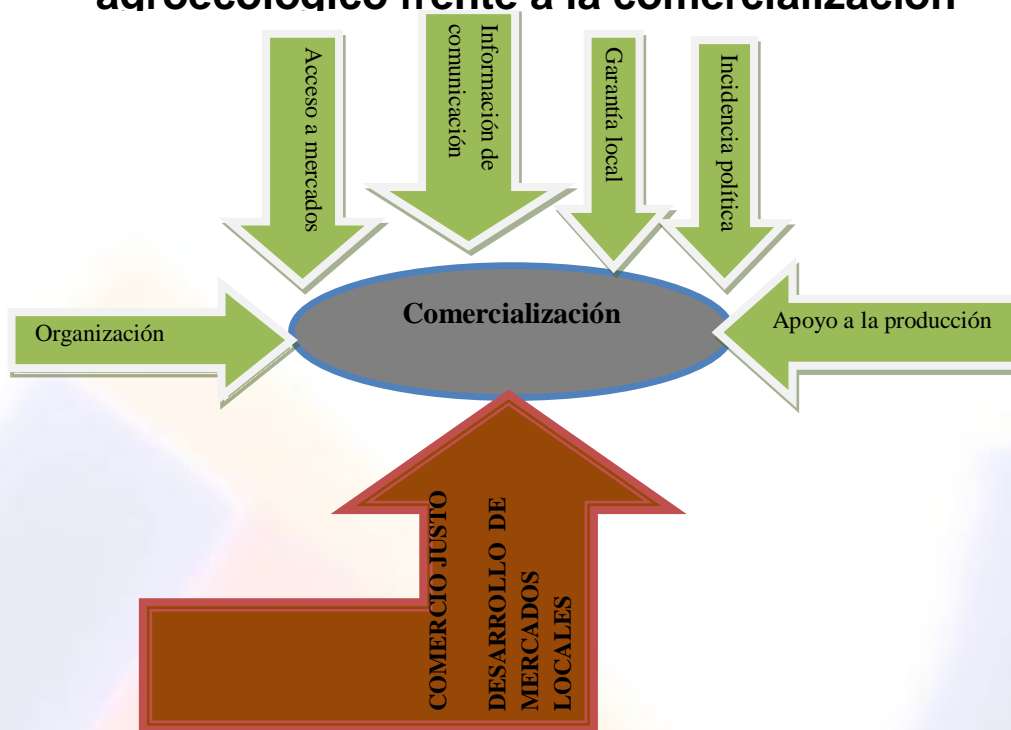 agroecológico frente a la comercialización
Acceso a mercados
Información de
comunicación
Garantía local
Incidencia política
Comercialización
Organización
Apoyo a la producción
COMERCIO JUSTO
DESARROLLO DE
MERCADOS
LOCALES